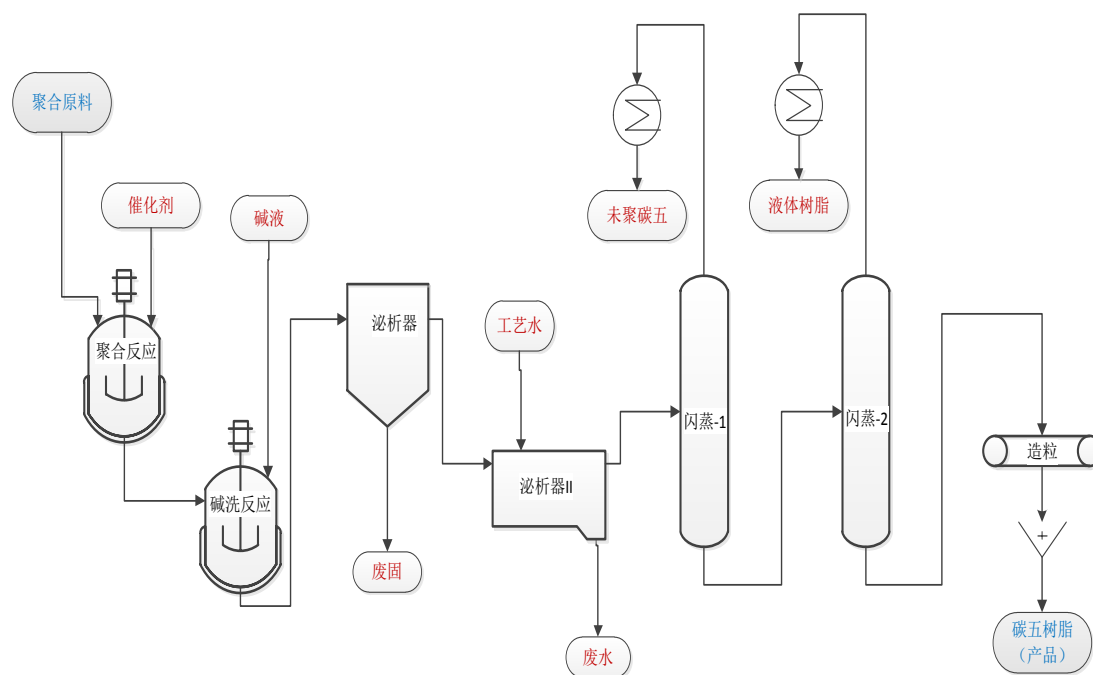 聚合原料
催化剂
碱液
聚合反应
碱洗反应
泌析器
废固
工艺水
泌析器II
废水
未聚碳五
液体树脂
闪蒸-1
闪蒸-2
造粒
+
碳五树脂
（产品）